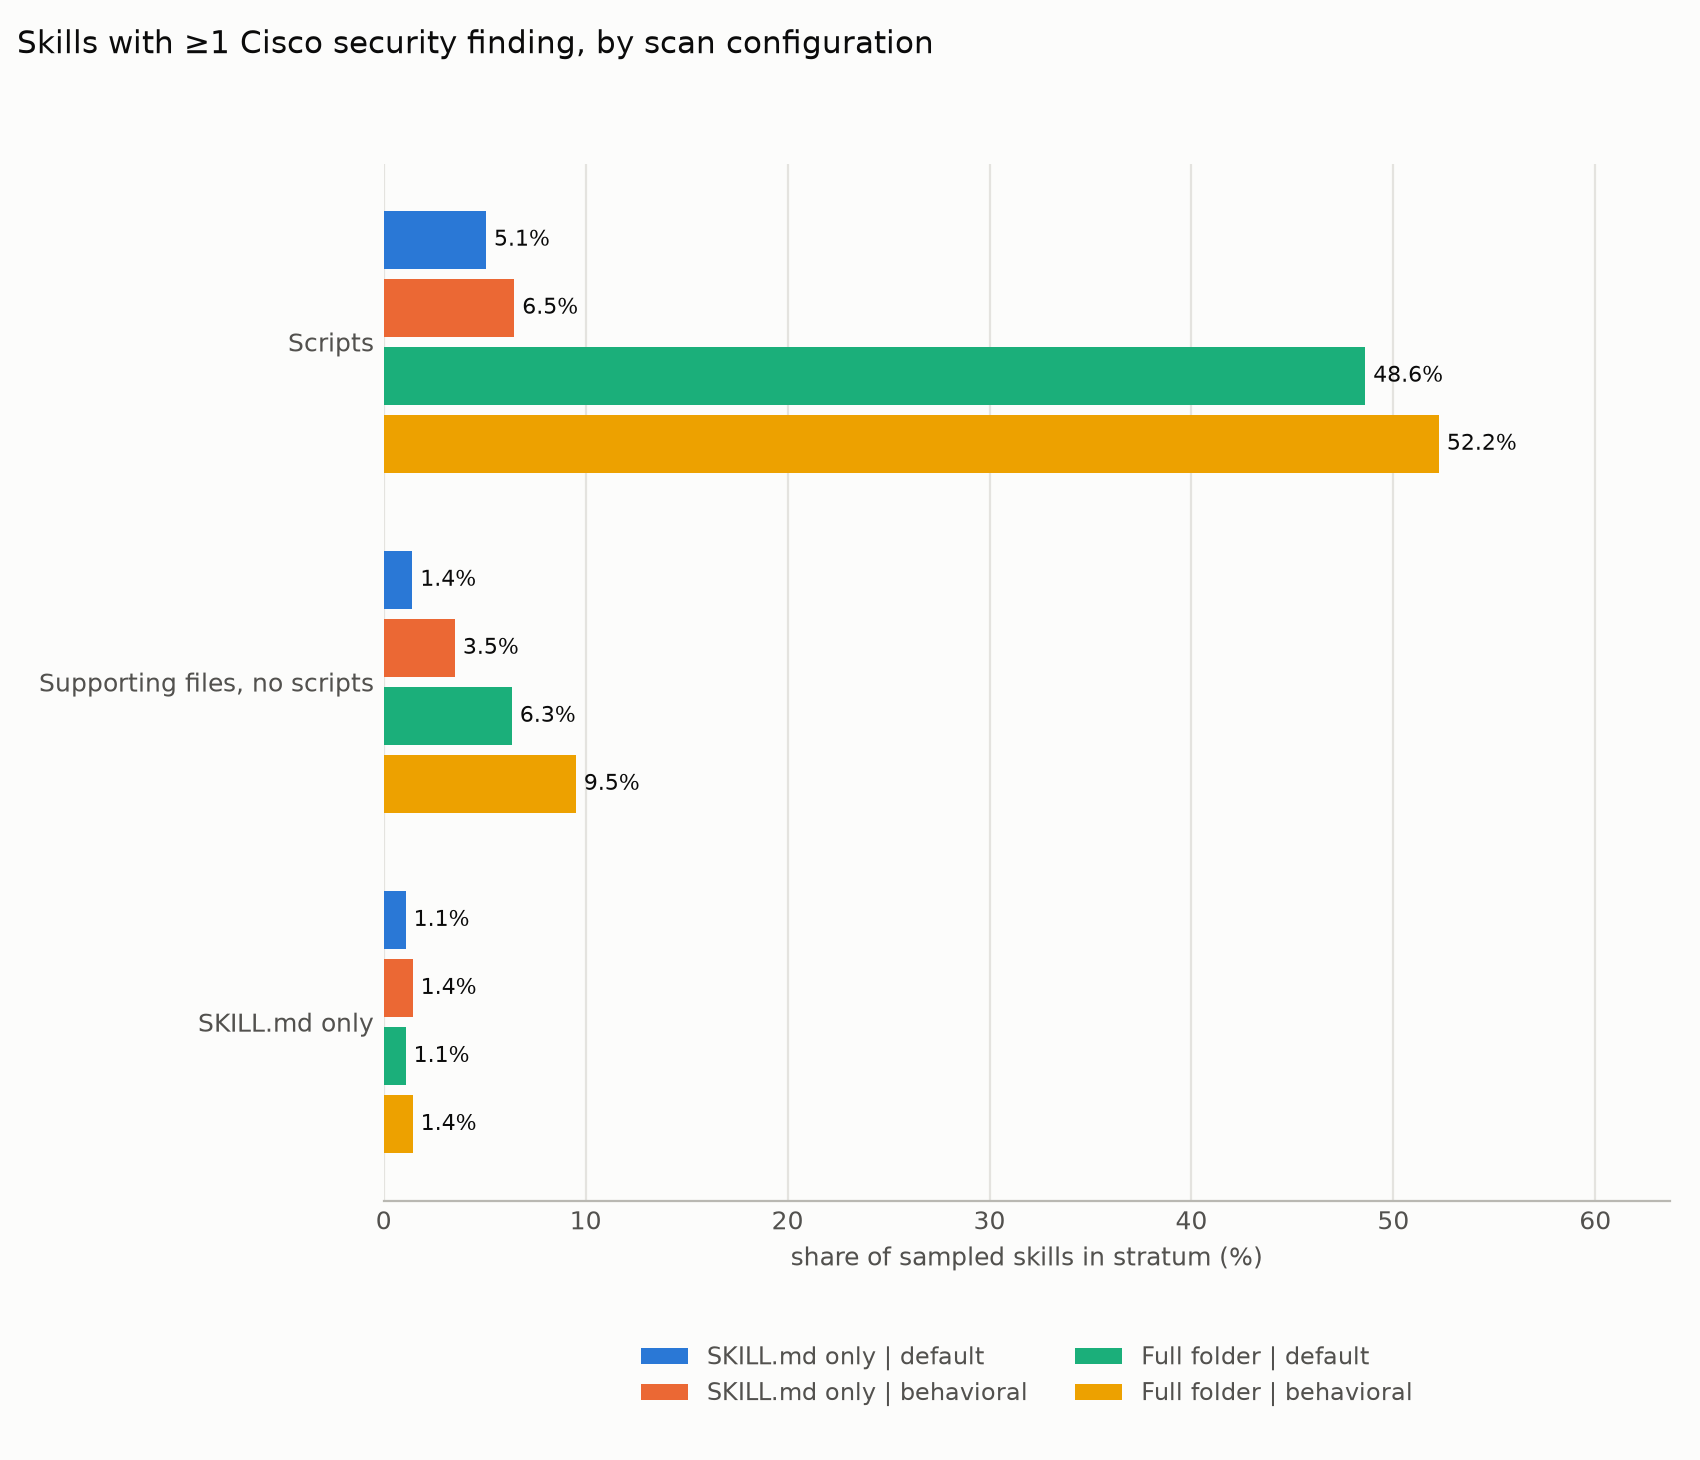 Skills with ≥1 Cisco security finding, by scan configuration
Scripts
5.1%
6.5%
48.6%
52.2%
Supporting files, no scripts
1.4%
3.5%
6.3%
9.5%
SKILL.md only
1.1%
1.4%
1.1%
1.4%
0 10 20 30 40 50 60
share of sampled skills in stratum (%)
SKILL.md only | default
SKILL.md only | behavioral
Full folder | default
Full folder | behavioral